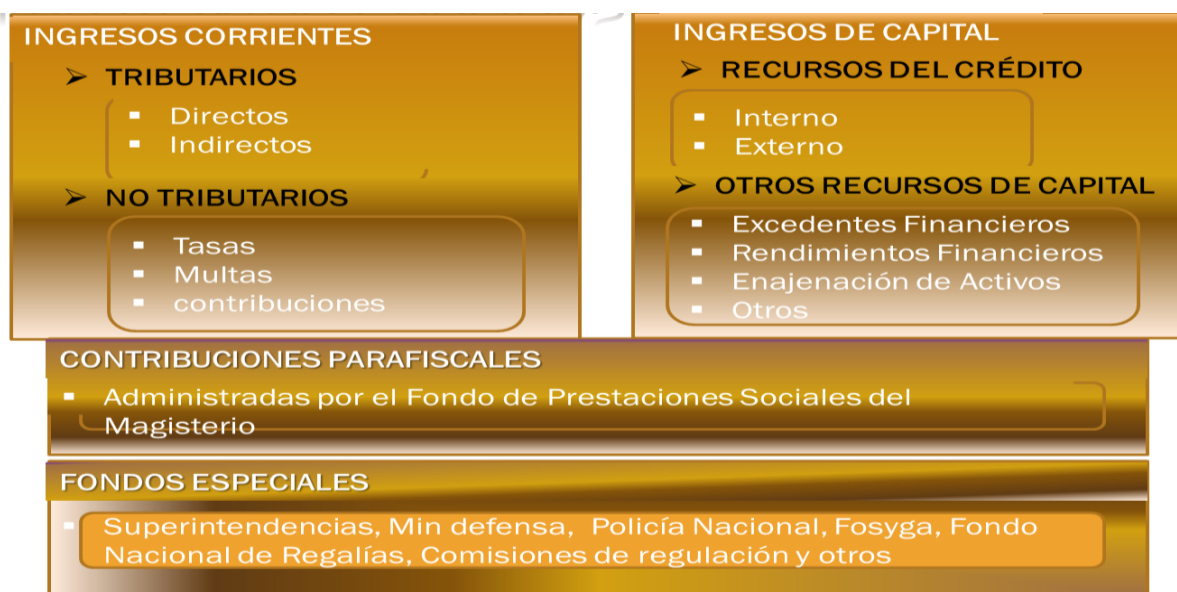 INGRESOS CORRIENTES
➢ TRIBUTARIOS
▪ Directos
▪ Indirectos
➢ NO TRIBUTARIOS
▪ Tasas
▪ Multas
▪ contribuciones
INGRESOS DE CAPITAL
➢ RECURSOS DEL CRÉDITO
▪ Interno
▪ Externo
➢ OTROS RECURSOS DE CAPITAL
▪ Excedentes Financieros
▪ Rendimientos Financieros
▪ Enajenación de Activos
▪ Otros
CONTRIBUCIONES PARAFISCALES
▪ Administradas por el Fondo de Prestaciones Sociales del
Magisterio
FONDOS ESPECIALES
▪ Superintendencias, Min defensa, Policía Nacional, Fosyga, Fondo
Nacional de Regalías, Comisiones de regulación y otros